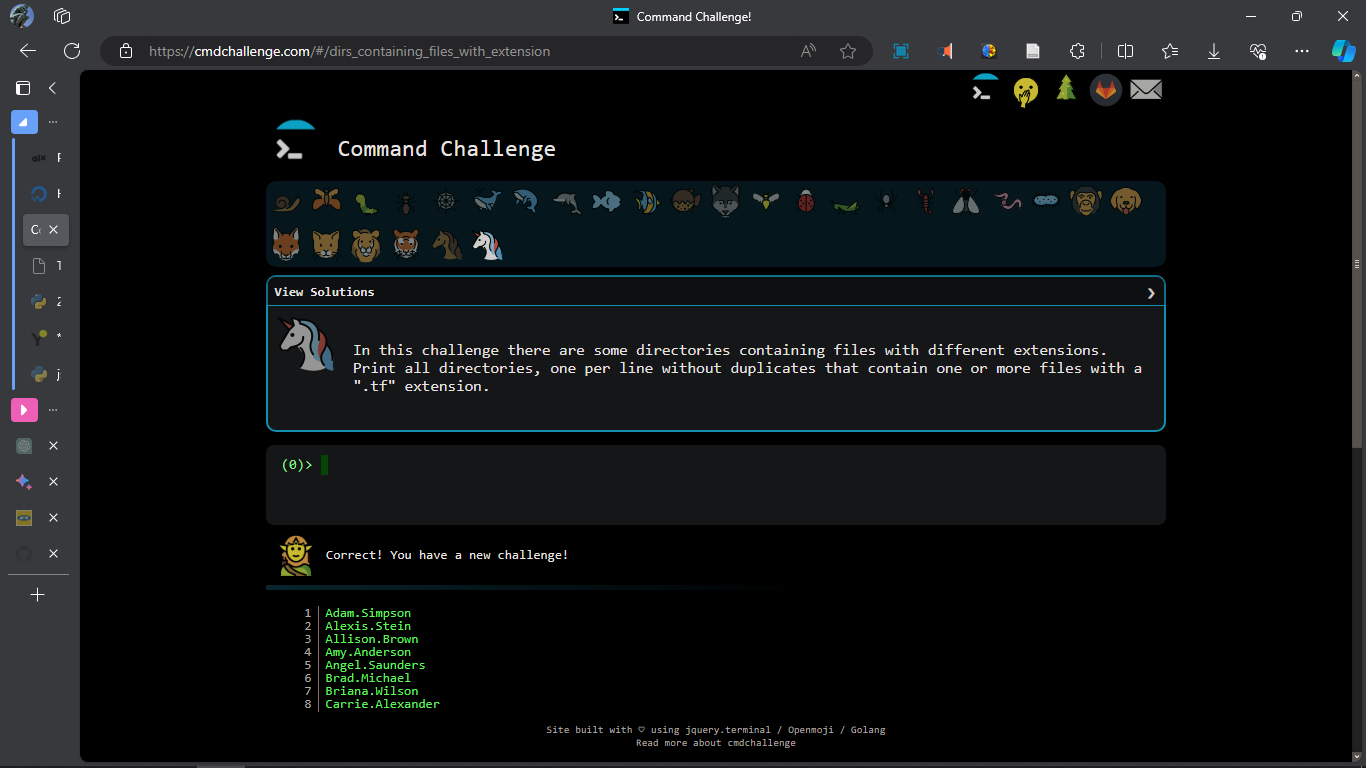 Command Challenge!
https://cmdchallenge.com/#/dirs_containing_files_with_extension
Command Challenge
View Solutions
In this challenge there are some directories containing files with different extensions.
Print all directories, one per line without duplicates that contain one or more files with a
".tf" extension.
(0)>
Correct! You have a new challenge!
1 Adam.Simpson
2 Alexis.Stein
3 Allison.Brown
4 Amy.Anderson
5 Angel.Saunders
6 Brad.Michael
7 Briana.Wilson
8 Carrie.Alexander
Site built with ♡ using jquery.terminal / Openmoji / Golang
Read more about cmdchallenge